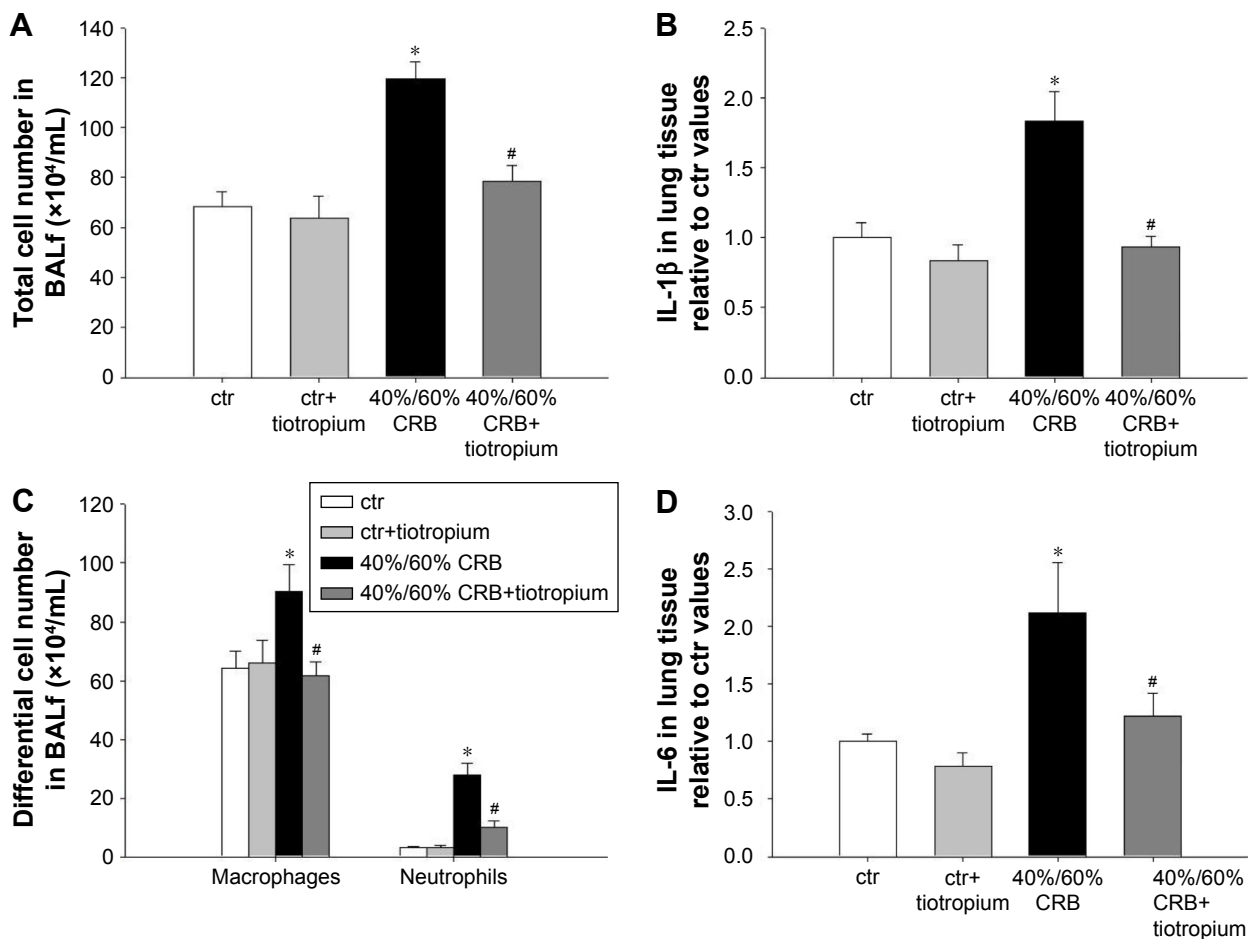 A
Total cell number in
BALf (×10⁴/mL)
140
120
100
80
60
40
20
0
*
#
ctr
ctr+
tiotropium
40%/60%
CRB
40%/60%
CRB+
tiotropium
B
IL-1β in lung tissue
relative to ctr values
2.5
2.0
1.5
1.0
0.5
0.0
*
#
ctr
ctr+
tiotropium
40%/60%
CRB
40%/60%
CRB+
tiotropium
C
Differential cell number
in BALf (×10⁴/mL)
120
100
80
60
40
20
0
ctr
ctr+tiotropium
40%/60% CRB
40%/60% CRB+tiotropium
*
#
*
#
Macrophages
Neutrophils
D
IL-6 in lung tissue
relative to ctr values
3.0
2.5
2.0
1.5
1.0
0.5
0.0
*
#
ctr
ctr+
tiotropium
40%/60%
CRB
40%/60%
CRB+
tiotropium